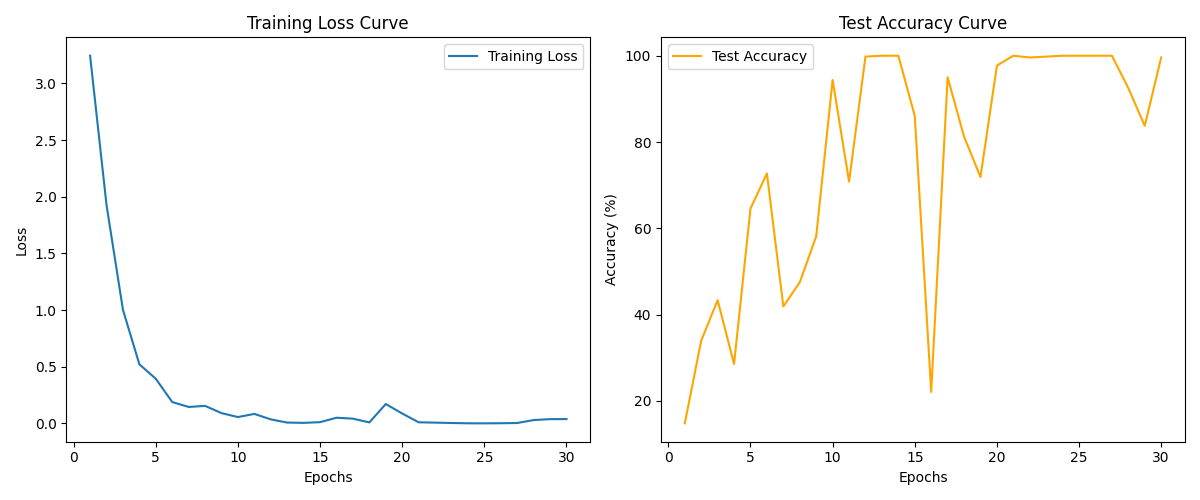 Training Loss Curve
Training Loss
3.0
2.5
2.0
1.5
1.0
0.5
0.0
Loss
0 5 10 15 20 25 30
Epochs
Test Accuracy Curve
Test Accuracy
100
80
60
40
20
Accuracy (%)
0 5 10 15 20 25 30
Epochs